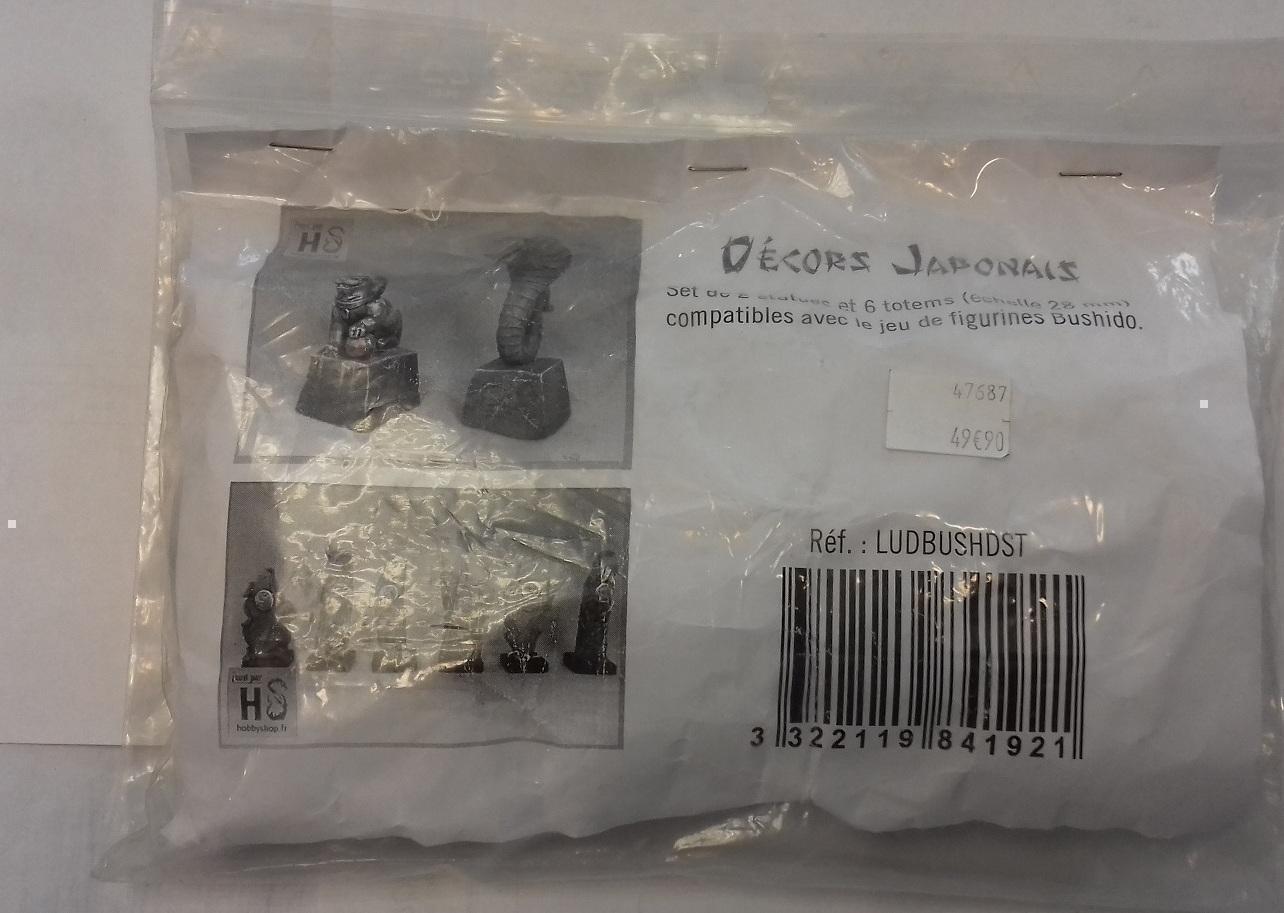 HS
DÉCORS JAPONAIS
Set de 2 statues et 6 totems (échelle 28 mm)
compatibles avec le jeu de figurines Bushido.
47687
49€90
Réf. : LUDBUSHDST
3 322119 841921
par
HS
hobbyshop.fr